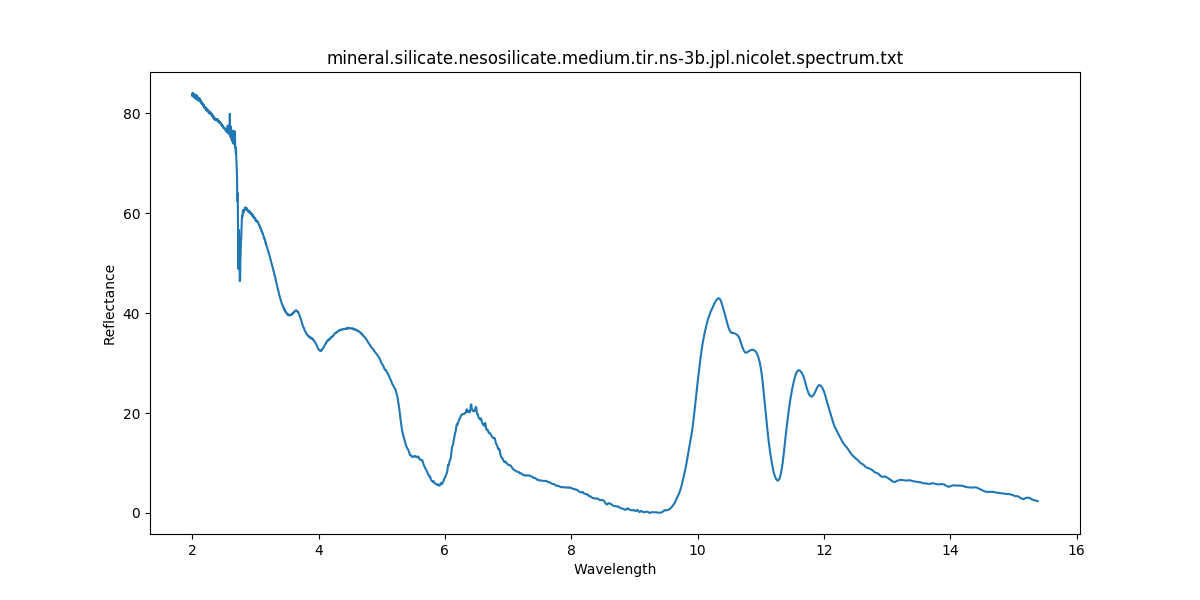 mineral.silicate.nesosilicate.medium.tir.ns-3b.jpl.nicolet.spectrum.txt
80
60
40
20
0
Reflectance
2 4 6 8 10 12 14 16
Wavelength